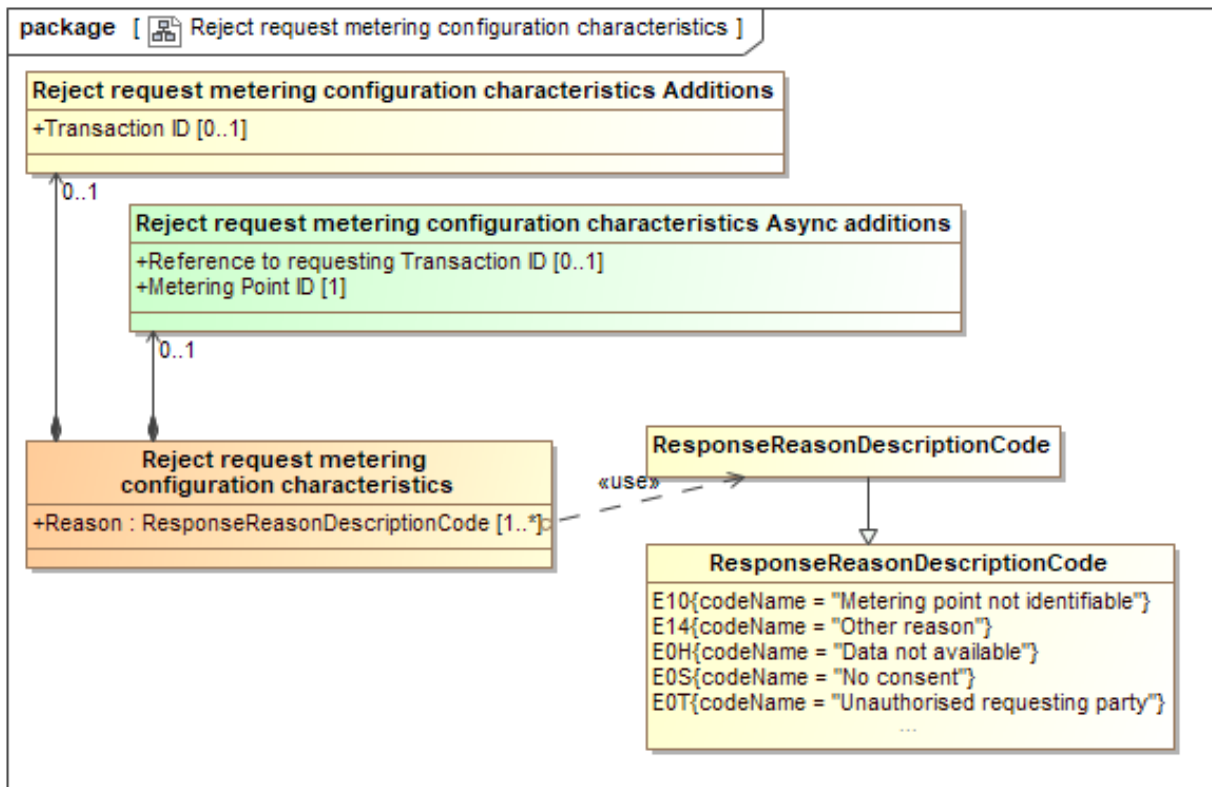 package [ Reject request metering configuration characteristics ]
Reject request metering configuration characteristics Additions
+Transaction ID [0..1]
0..1
Reject request metering configuration characteristics Async additions
+Reference to requesting Transaction ID [0..1]
+Metering Point ID [1]
0..1
Reject request metering
configuration characteristics
+Reason : ResponseReasonDescriptionCode [1..*]
«use»
ResponseReasonDescriptionCode
ResponseReasonDescriptionCode
E10{codeName = "Metering point not identifiable"}
E14{codeName = "Other reason"}
E0H{codeName = "Data not available"}
E0S{codeName = "No consent"}
E0T{codeName = "Unauthorised requesting party"}
...